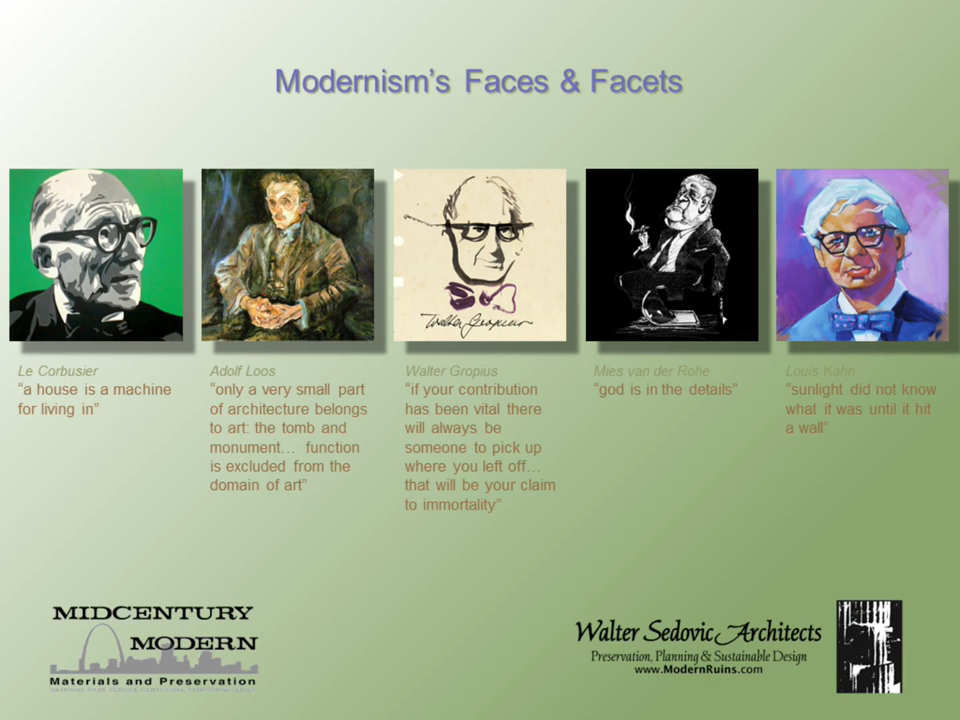 Modernism’s Faces & Facets
Walter Gropius
Le Corbusier
“a house is a machine
for living in”
Adolf Loos
“only a very small part
of architecture belongs
to art: the tomb and
monument… function
is excluded from the
domain of art”
Walter Gropius
“if your contribution
has been vital there
will always be
someone to pick up
where you left off…
that will be your claim
to immortality”
Mies van der Rohe
“god is in the details”
Louis Kahn
“sunlight did not know
what it was until it hit
a wall”
MIDCENTURY
MODERN
Materials and Preservation
Walter Sedovic Architects
Preservation, Planning & Sustainable Design
www.ModernRuins.com